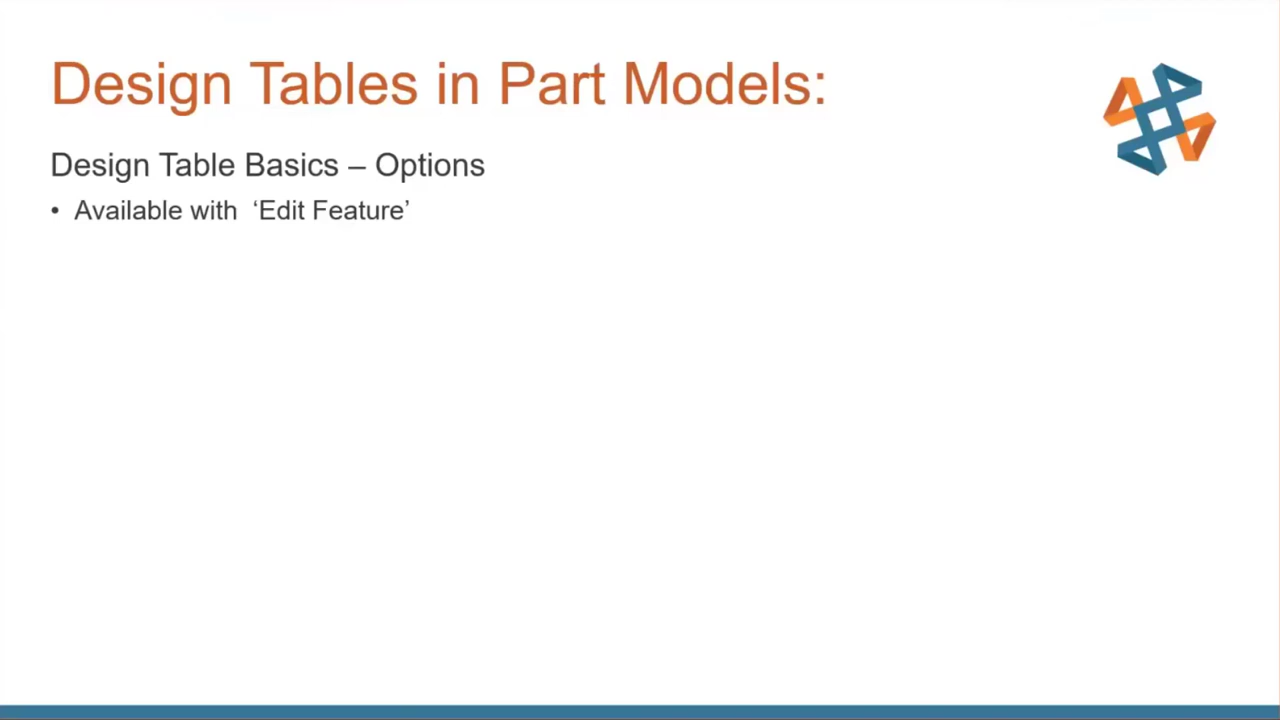 Design Tables in Part Models:
Design Table Basics – Options
• Available with  ‘Edit Feature’